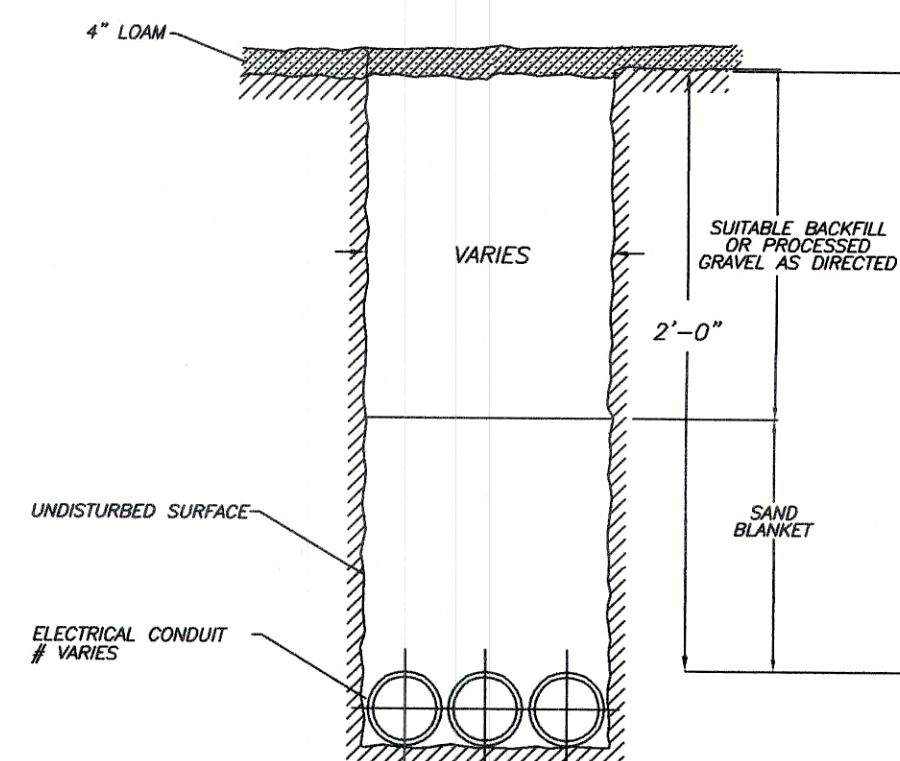 4" LOAM
VARIES
SUITABLE BACKFILL
OR PROCESSED
GRAVEL AS DIRECTED
2'-0"
UNDISTURBED SURFACE
SAND
BLANKET
ELECTRICAL CONDUIT
# VARIES